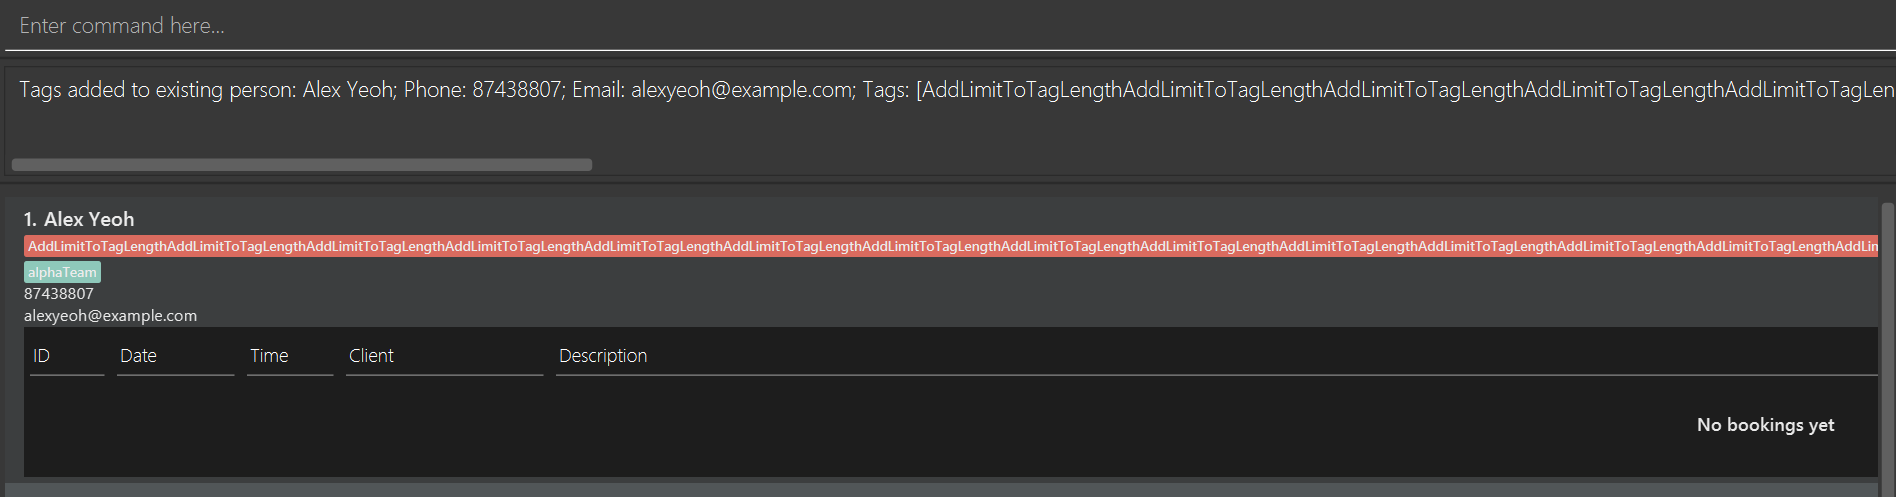 Enter command here...
Tags added to existing person: Alex Yeoh; Phone: 87438807; Email: alexyeoh@example.com; Tags: [AddLimitToTagLengthAddLimitToTagLengthAddLimitToTagLengthAddLimitToTagLengthAddLimitToTagLen
1. Alex Yeoh
AddLimitToTagLengthAddLimitToTagLengthAddLimitToTagLengthAddLimitToTagLengthAddLimitToTagLengthAddLimitToTagLengthAddLimitToTagLengthAddLimitToTagLengthAddLimitToTagLengthAddLimitToTagLengthAddLimitToTagLengthAddLimitToTagLengthAddLimitToTagLengthAddLim
alphaTeam
87438807
alexyeoh@example.com
ID Date Time Client Description
No bookings yet